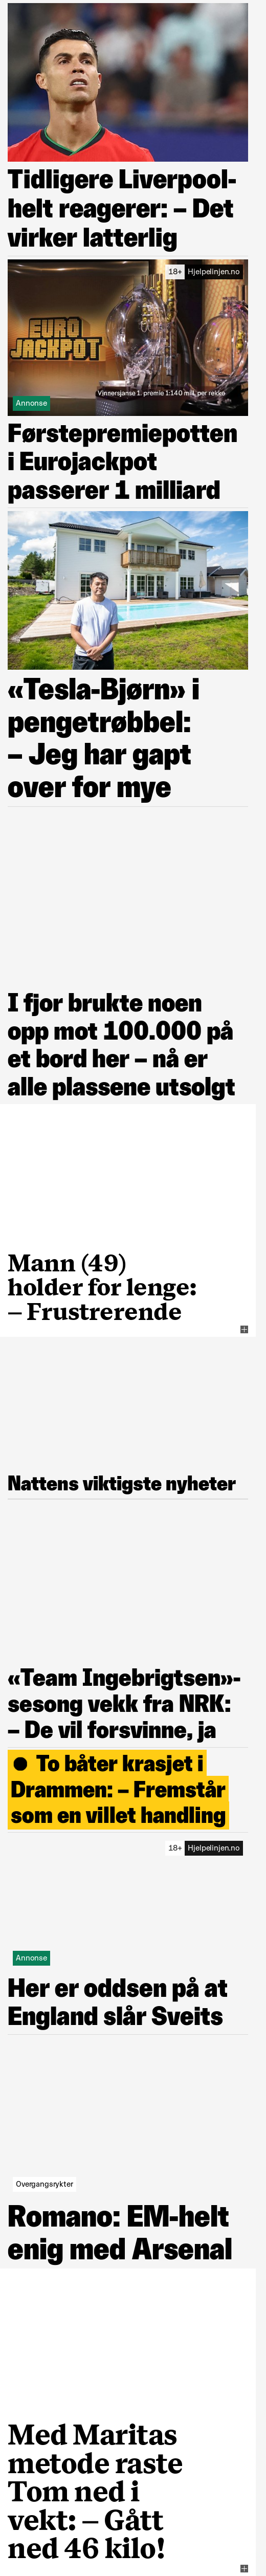 Tidligere Liverpool-
helt reagerer: – Det
virker latterlig
18+ Hjelpelinjen.no
EURO
JACKPOT
Vinnersjanse 1. premie 1:140 mill. per rekke
Annonse
Førstepremiepotten
i Eurojackpot
passerer 1 milliard
«Tesla-Bjørn» i
pengetrøbbel:
– Jeg har gapt
over for mye
I fjor brukte noen
opp mot 100.000 på
et bord her – nå er
alle plassene utsolgt
Mann (49)
holder for lenge:
– Frustrerende
Nattens viktigste nyheter
«Team Ingebrigtsen»-
sesong vekk fra NRK:
– De vil forsvinne, ja
To båter krasjet i
Drammen: – Fremstår
som en villet handling
18+ Hjelpelinjen.no
Annonse
Her er oddsen på at
England slår Sveits
Overgangsrykter
Romano: EM-helt
enig med Arsenal
Med Maritas
metode raste
Tom ned i
vekt: – Gått
ned 46 kilo!